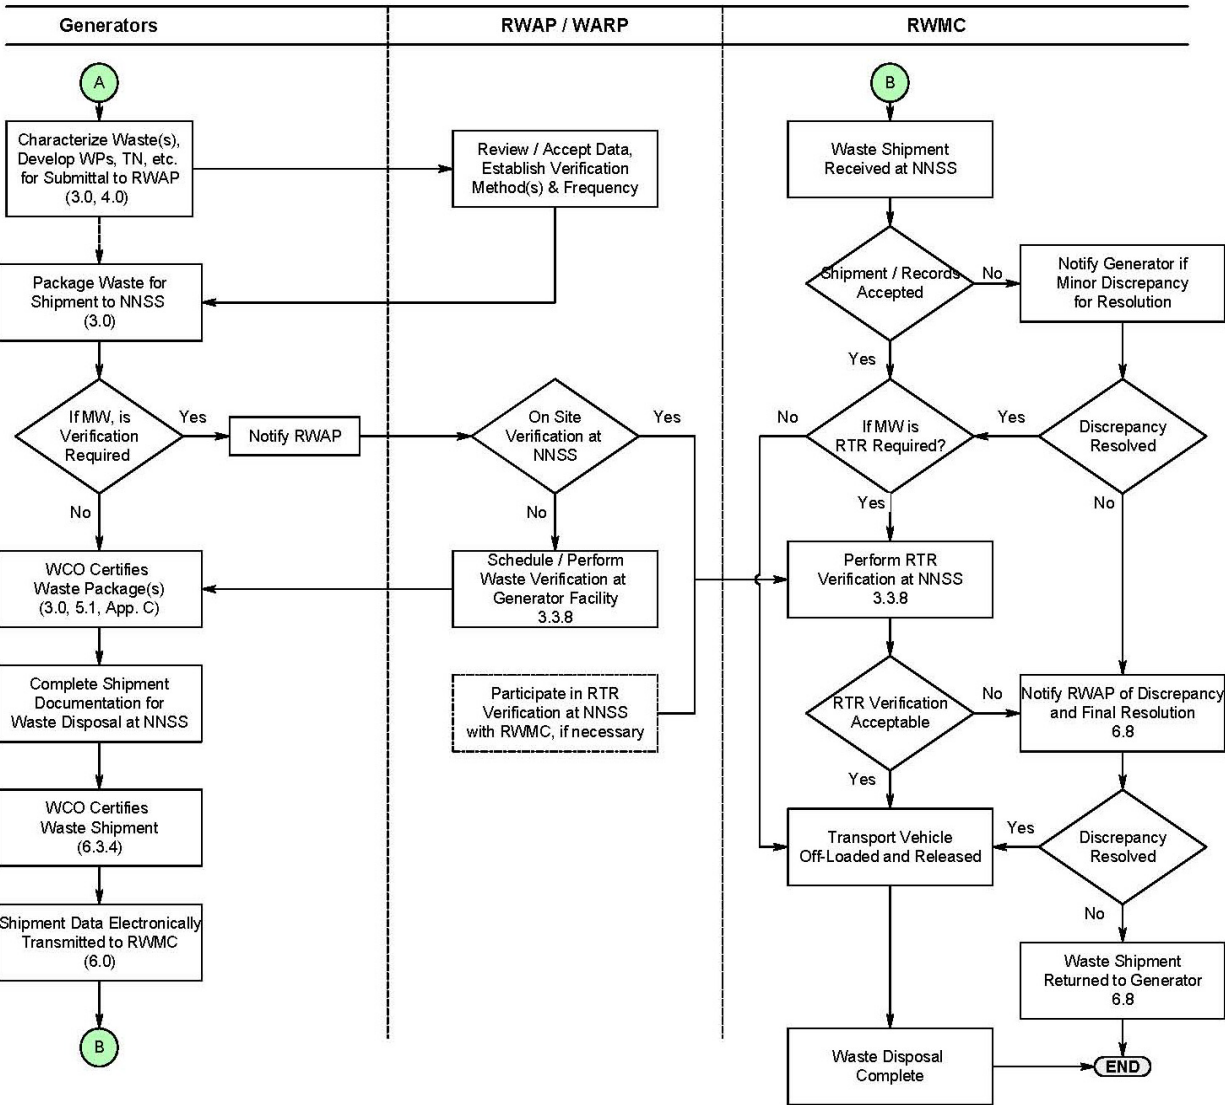 Generators
RWAP / WARP
RWMC
A
Characterize Waste(s),
Develop WPs, TN, etc.
for Submittal to RWAP
(3.0, 4.0)
Package Waste for
Shipment to NNSS
(3.0)
If MW, is
Verification
Required
Yes
Notify RWAP
No
WCO Certifies
Waste Package(s)
(3.0, 5.1, App. C)
Complete Shipment
Documentation for
Waste Disposal at NNSS
WCO Certifies
Waste Shipment
(6.3.4)
Shipment Data Electronically
Transmitted to RWMC
(6.0)
B
Review / Accept Data,
Establish Verification
Method(s) & Frequency
On Site
Verification at
NNSS
Yes
No
Schedule / Perform
Waste Verification at
Generator Facility
3.3.8
Participate in RTR
Verification at NNSS
with RWMC, if necessary
B
Waste Shipment
Received at NNSS
Shipment / Records
Accepted
No
Notify Generator if
Minor Discrepancy
for Resolution
Yes
No
If MW is
RTR Required?
Yes
Discrepancy
Resolved
Yes
No
Perform RTR
Verification at NNSS
3.3.8
RTR Verification
Acceptable
No
Notify RWAP of Discrepancy
and Final Resolution
6.8
Yes
Transport Vehicle
Off-Loaded and Released
Yes
Discrepancy
Resolved
No
Waste Shipment
Returned to Generator
6.8
Waste Disposal
Complete
END